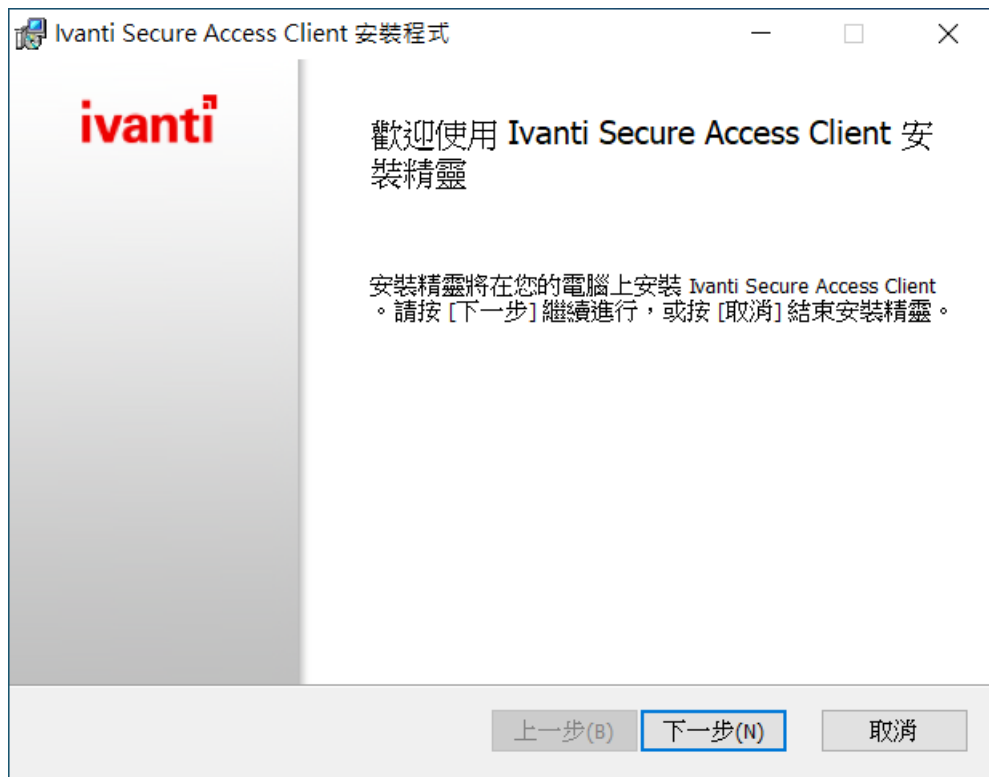 Ivanti Secure Access Client 安裝程式
ivanti
歡迎使用 Ivanti Secure Access Client 安
裝精靈
安裝精靈將在您的電腦上安裝 Ivanti Secure Access Client
。請按 [下一步] 繼續進行，或按 [取消] 結束安裝精靈。
上一步(B) 下一步(N) 取消